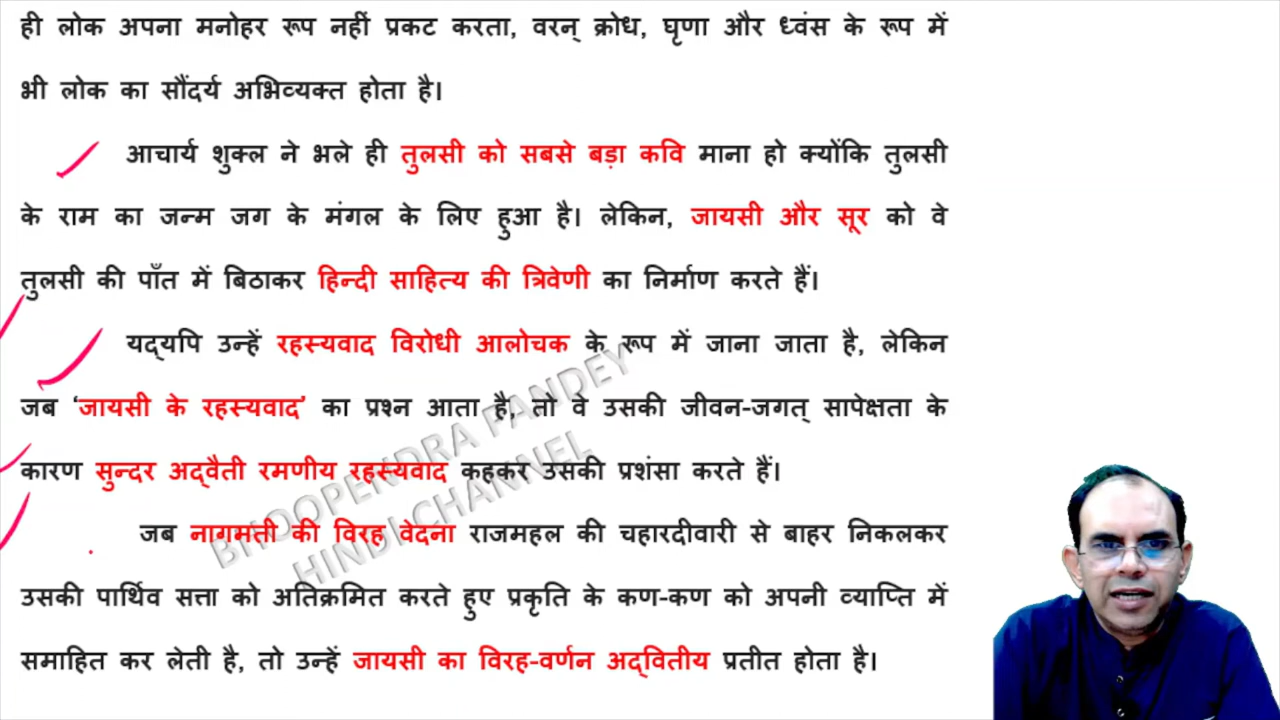 ही लोक अपना मनोहर रूप नहीं प्रकट करता, वरन् क्रोध, घृणा और ध्वंस के रूप में
भी लोक का सौंदर्य अभिव्यक्त होता है।
आचार्य शुक्ल ने भले ही तुलसी को सबसे बड़ा कवि माना हो क्योंकि तुलसी
के राम का जन्म जग के मंगल के लिए हुआ है। लेकिन, जायसी और सूर को वे
तुलसी की पाँत में बिठाकर हिन्दी साहित्य की त्रिवेणी का निर्माण करते हैं।
यद्यपि उन्हें रहस्यवाद विरोधी आलोचक के रूप में जाना जाता है, लेकिन
जब ‘जायसी के रहस्यवाद’ का प्रश्न आता है, तो वे उसकी जीवन-जगत् सापेक्षता के
कारण सुन्दर अद्वैती रमणीय रहस्यवाद कहकर उसकी प्रशंसा करते हैं।
जब नागमती की विरह वेदना राजमहल की चहारदीवारी से बाहर निकलकर
उसकी पार्थिव सत्ता को अतिक्रमित करते हुए प्रकृति के कण-कण को अपनी व्याप्ति में
समाहित कर लेती है, तो उन्हें जायसी का विरह-वर्णन अद्वितीय प्रतीत होता है।
BHOOPENDRA PANDEY
HINDI CHANNEL